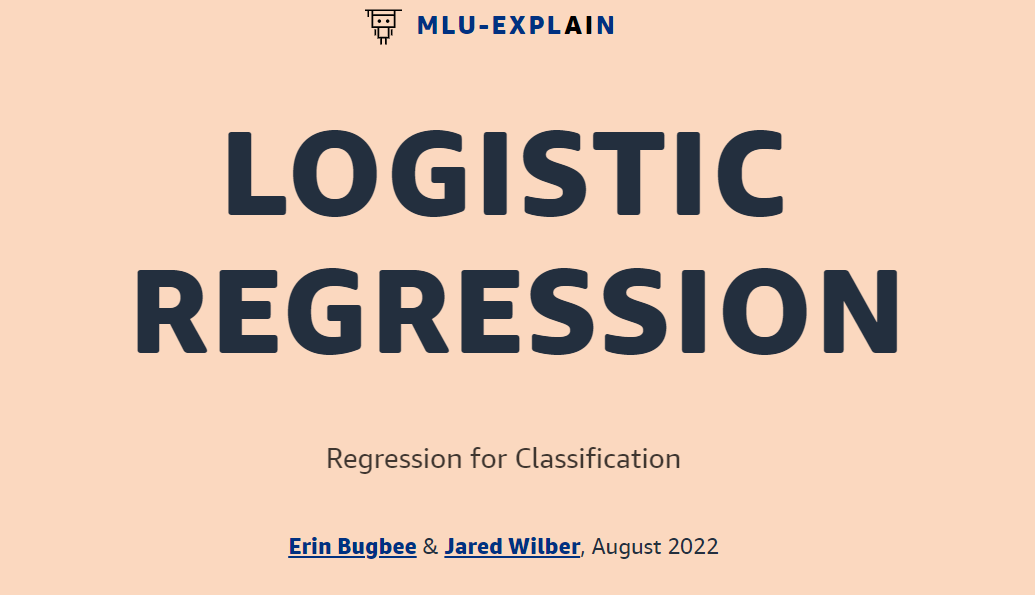 MLU-EXPLAIN
LOGISTIC
REGRESSION
Regression for Classification
Erin Bugbee & Jared Wilber, August 2022